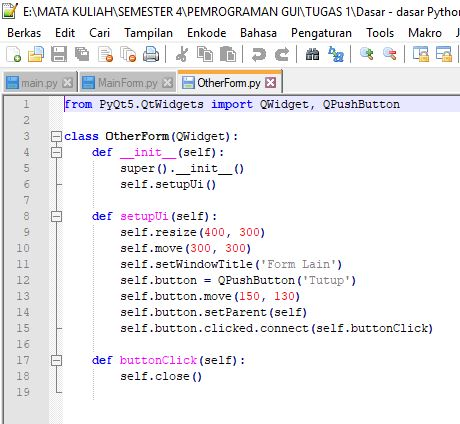 E:\MATA KULIAH\SEMESTER 4\PEMROGRAMAN GUI\TUGAS 1\Dasar - dasar Python
Berkas Edit Cari Tampilan Enkode Bahasa Pengaturan Tools Makro
main.py MainForm.py OtherForm.py
1 from PyQt5.QtWidgets import QWidget, QPushButton
2
3 class OtherForm(QWidget):
4 def __init__(self):
5 super().__init__()
6 self.setupUi()
7
8 def setupUi(self):
9 self.resize(400, 300)
10 self.move(300, 300)
11 self.setWindowTitle('Form Lain')
12 self.button = QPushButton('Tutup')
13 self.button.move(150, 130)
14 self.button.setParent(self)
15 self.button.clicked.connect(self.buttonClick)
16
17 def buttonClick(self):
18 self.close()
19